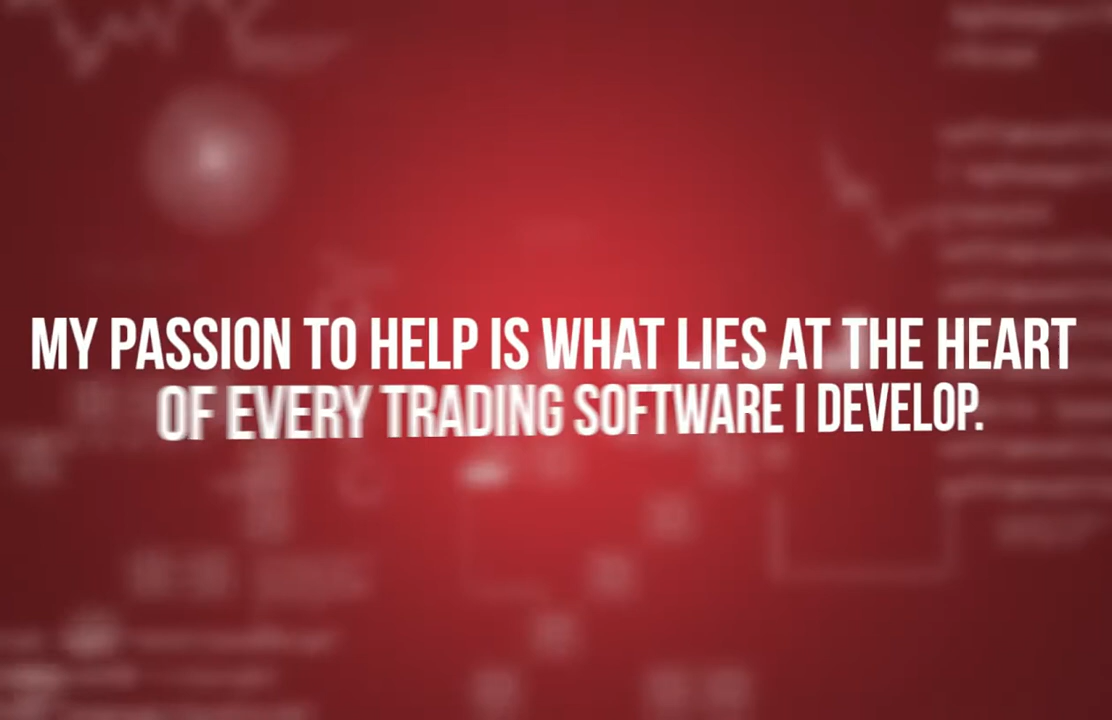 MY PASSION TO HELP IS WHAT LIES AT THE HEART
OF EVERY TRADING SOFTWARE I DEVELOP.